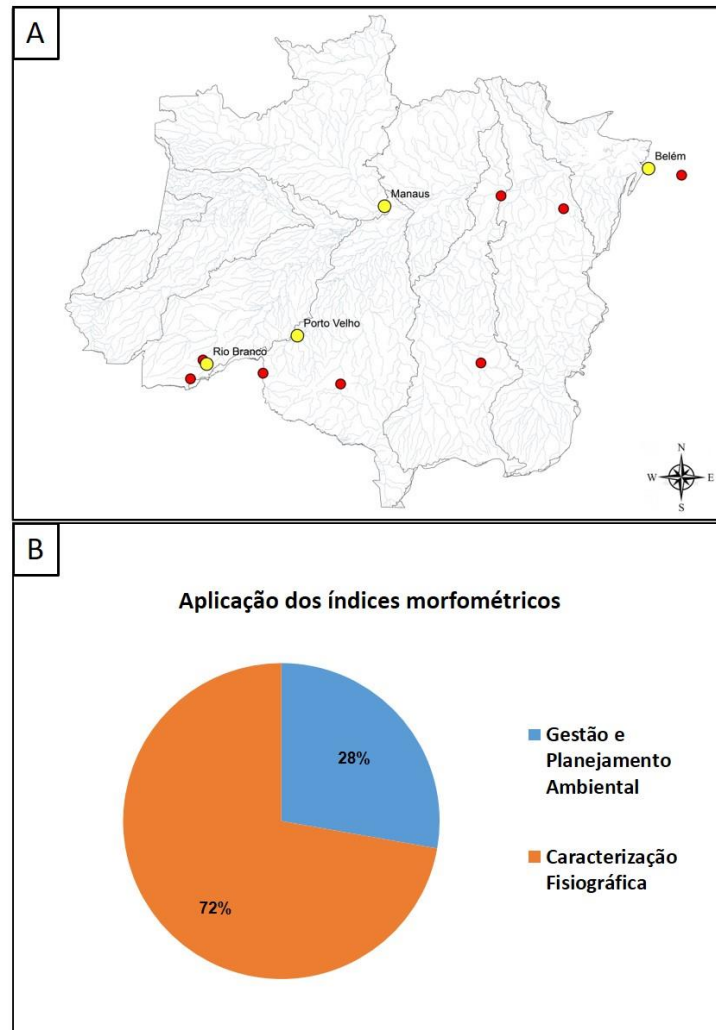 A
Belém
Manaus
Porto Velho
Rio Branco
N
W E
S
B
Aplicação dos índices morfométricos
28%
72%
Gestão e
Planejamento
Ambiental
Caracterização
Fisiográfica